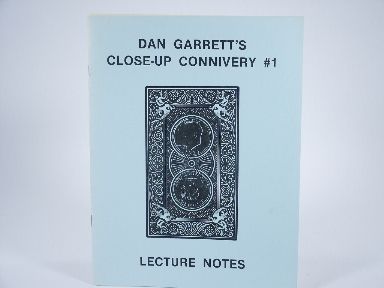 DAN GARRETT'S
CLOSE-UP CONNIVERY #1
LECTURE NOTES